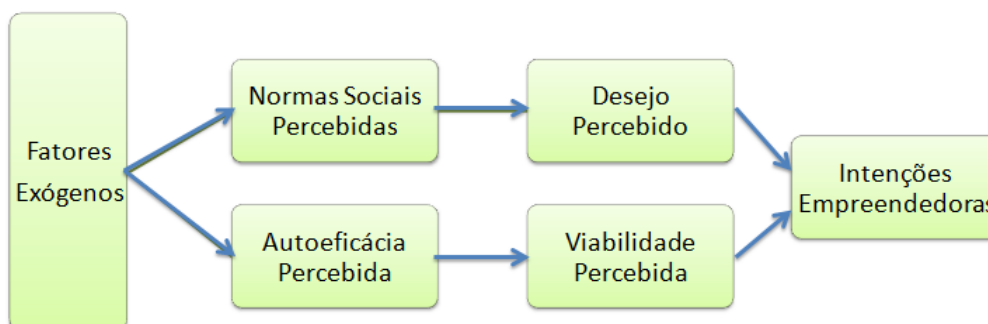 Fatores
Exógenos
Normas Sociais
Percebidas
Desejo
Percebido
Autoeficácia
Percebida
Viabilidade
Percebida
Intenções
Empreendedoras